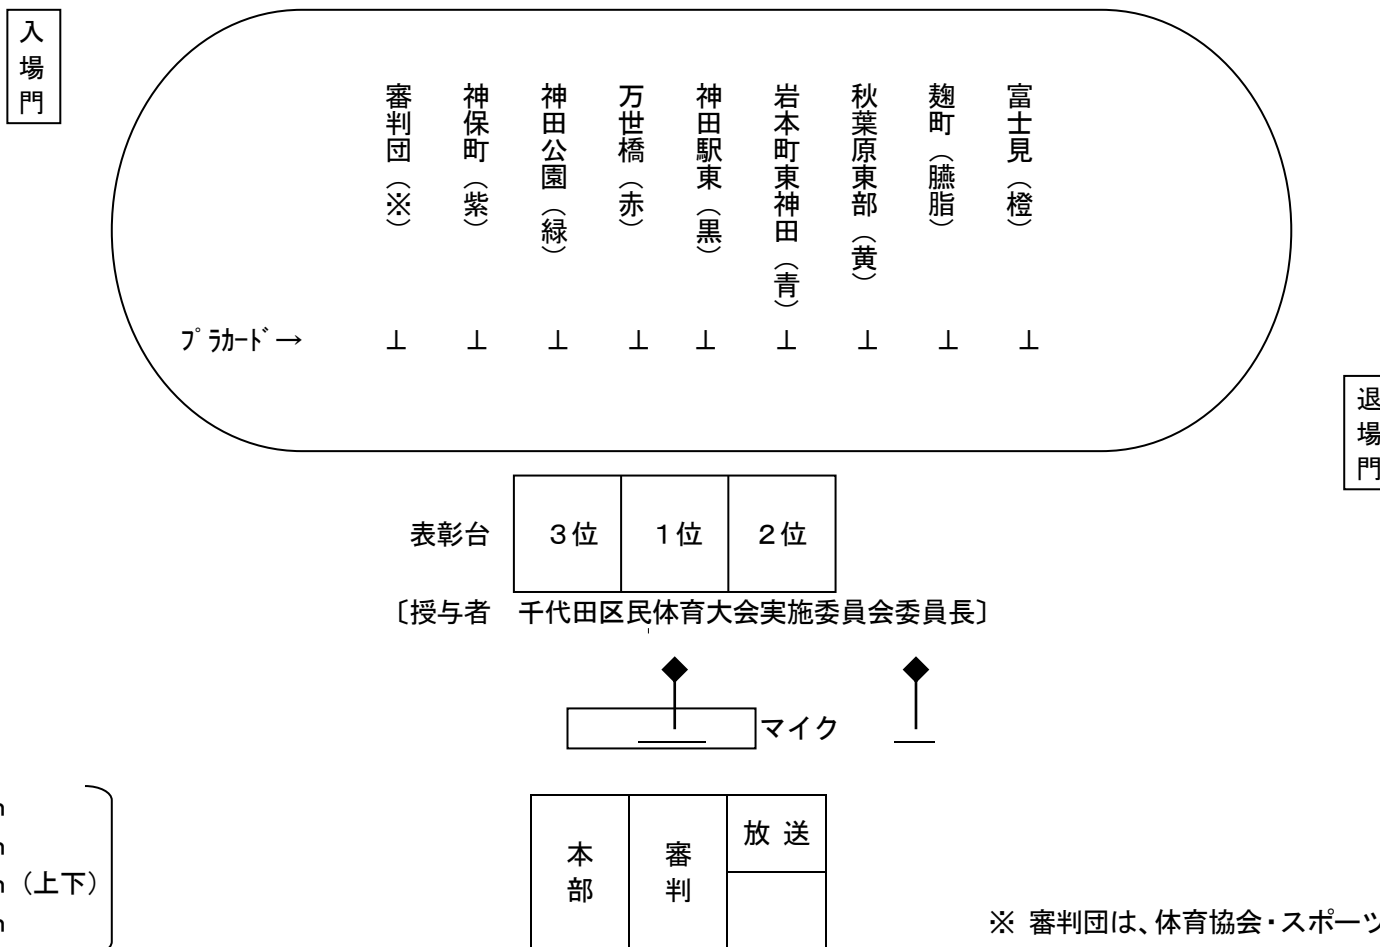 入場門
審判団（※）
神保町（紫）
神田公園（緑）
万世橋（赤）
神田駅東（黒）
岩本町東神田（青）
秋葉原東部（黄）
麹町（臙脂）
富士見（橙）
ﾌﾟﾗｶｰﾄﾞ→
⊥ ⊥ ⊥ ⊥ ⊥ ⊥ ⊥ ⊥ ⊥
退場門
表彰台 ３位 １位 ２位
〔授与者　千代田区民体育大会実施委員会委員長〕
マイク
（上下）
本部
審判
放 送
※ 審判団は、体育協会・スポーツ